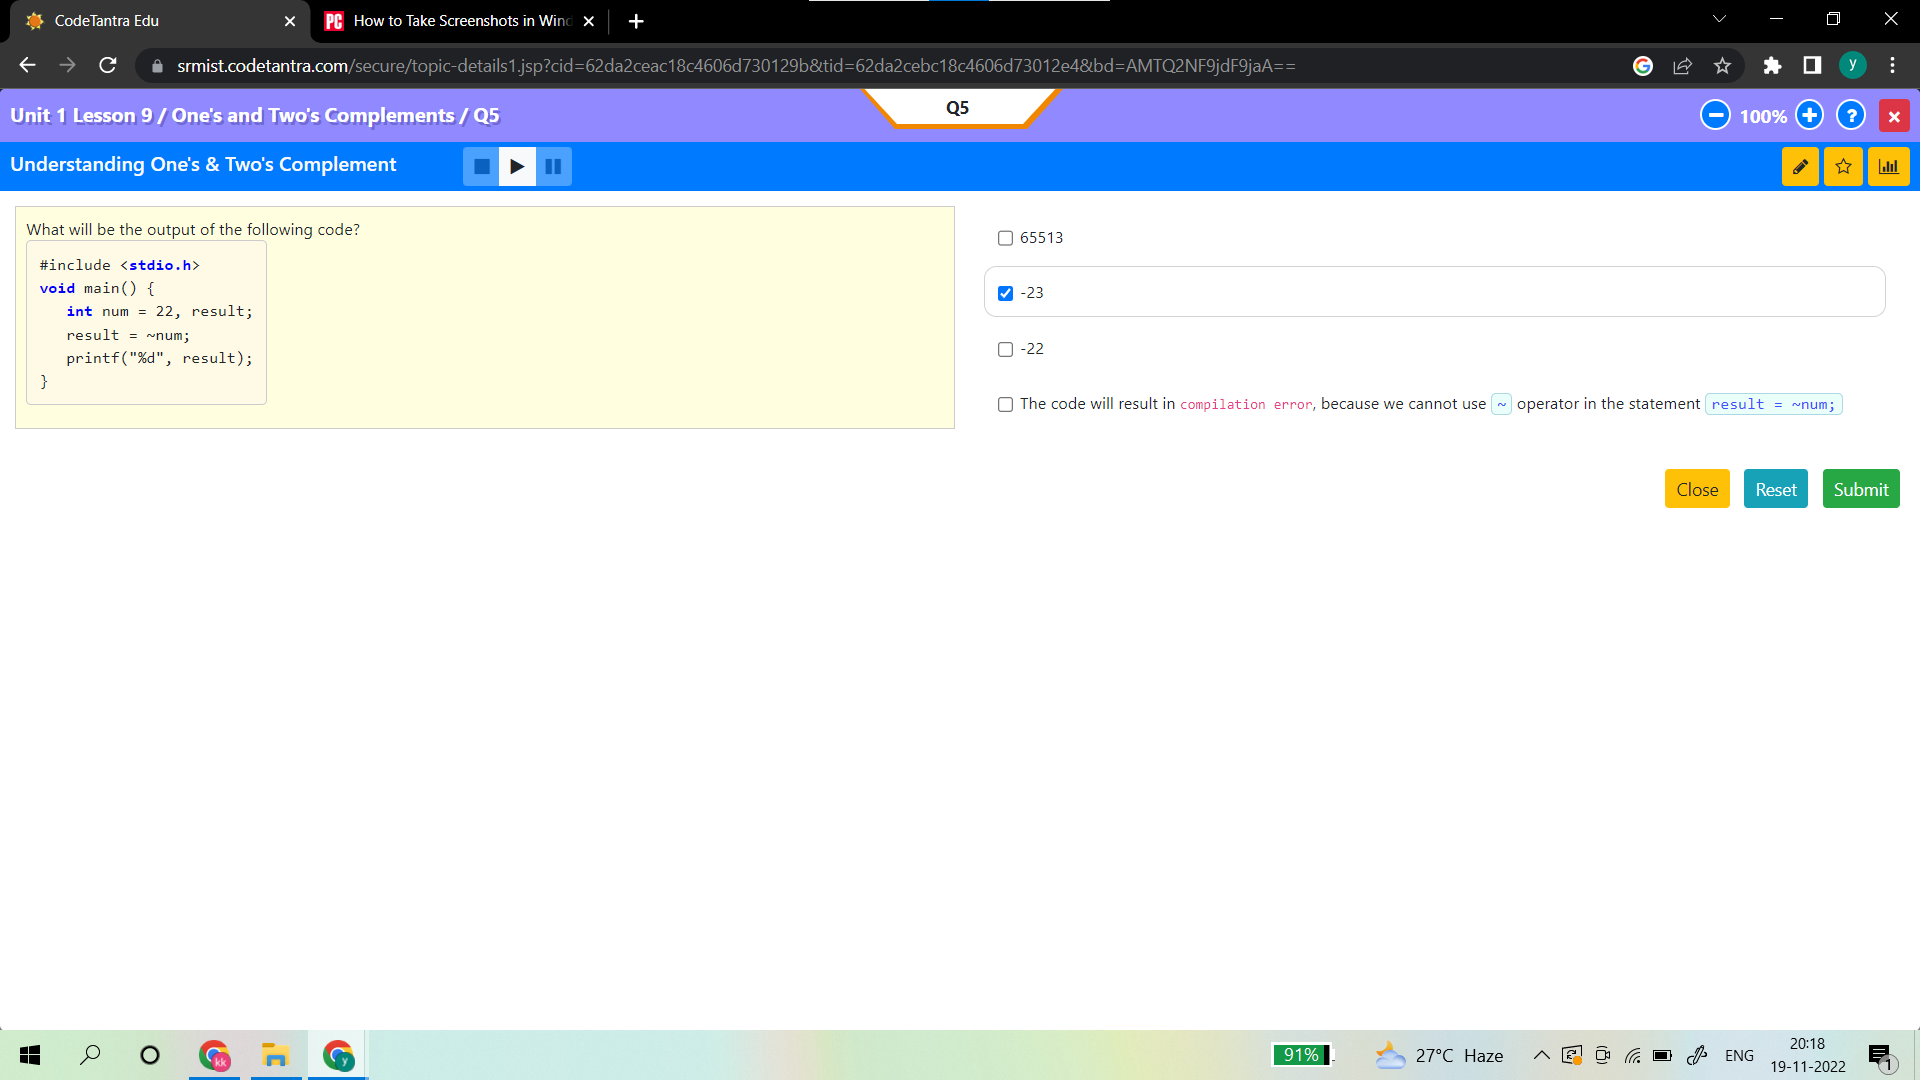 CodeTantra Edu
PC How to Take Screenshots in Wind
srmist.codetantra.com/secure/topic-details1.jsp?cid=62da2ceac18c4606d730129b&tid=62da2cebc18c4606d73012e4&bd=AMTQ2NF9jdF9jaA==
y
Unit 1 Lesson 9 / One's and Two's Complements / Q5
Q5
100%
?
Understanding One's & Two's Complement
What will be the output of the following code?
#include <stdio.h>
void main() {
int num = 22, result;
result = ~num;
printf("%d", result);
}
65513
-23
-22
The code will result in compilation error, because we cannot use ~ operator in the statement result = ~num;
Close Reset Submit
kk
y
91%
27°C Haze
ENG
20:18
19-11-2022
1